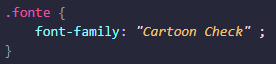 .fonte {
    font-family: "Cartoon Check" ;
}